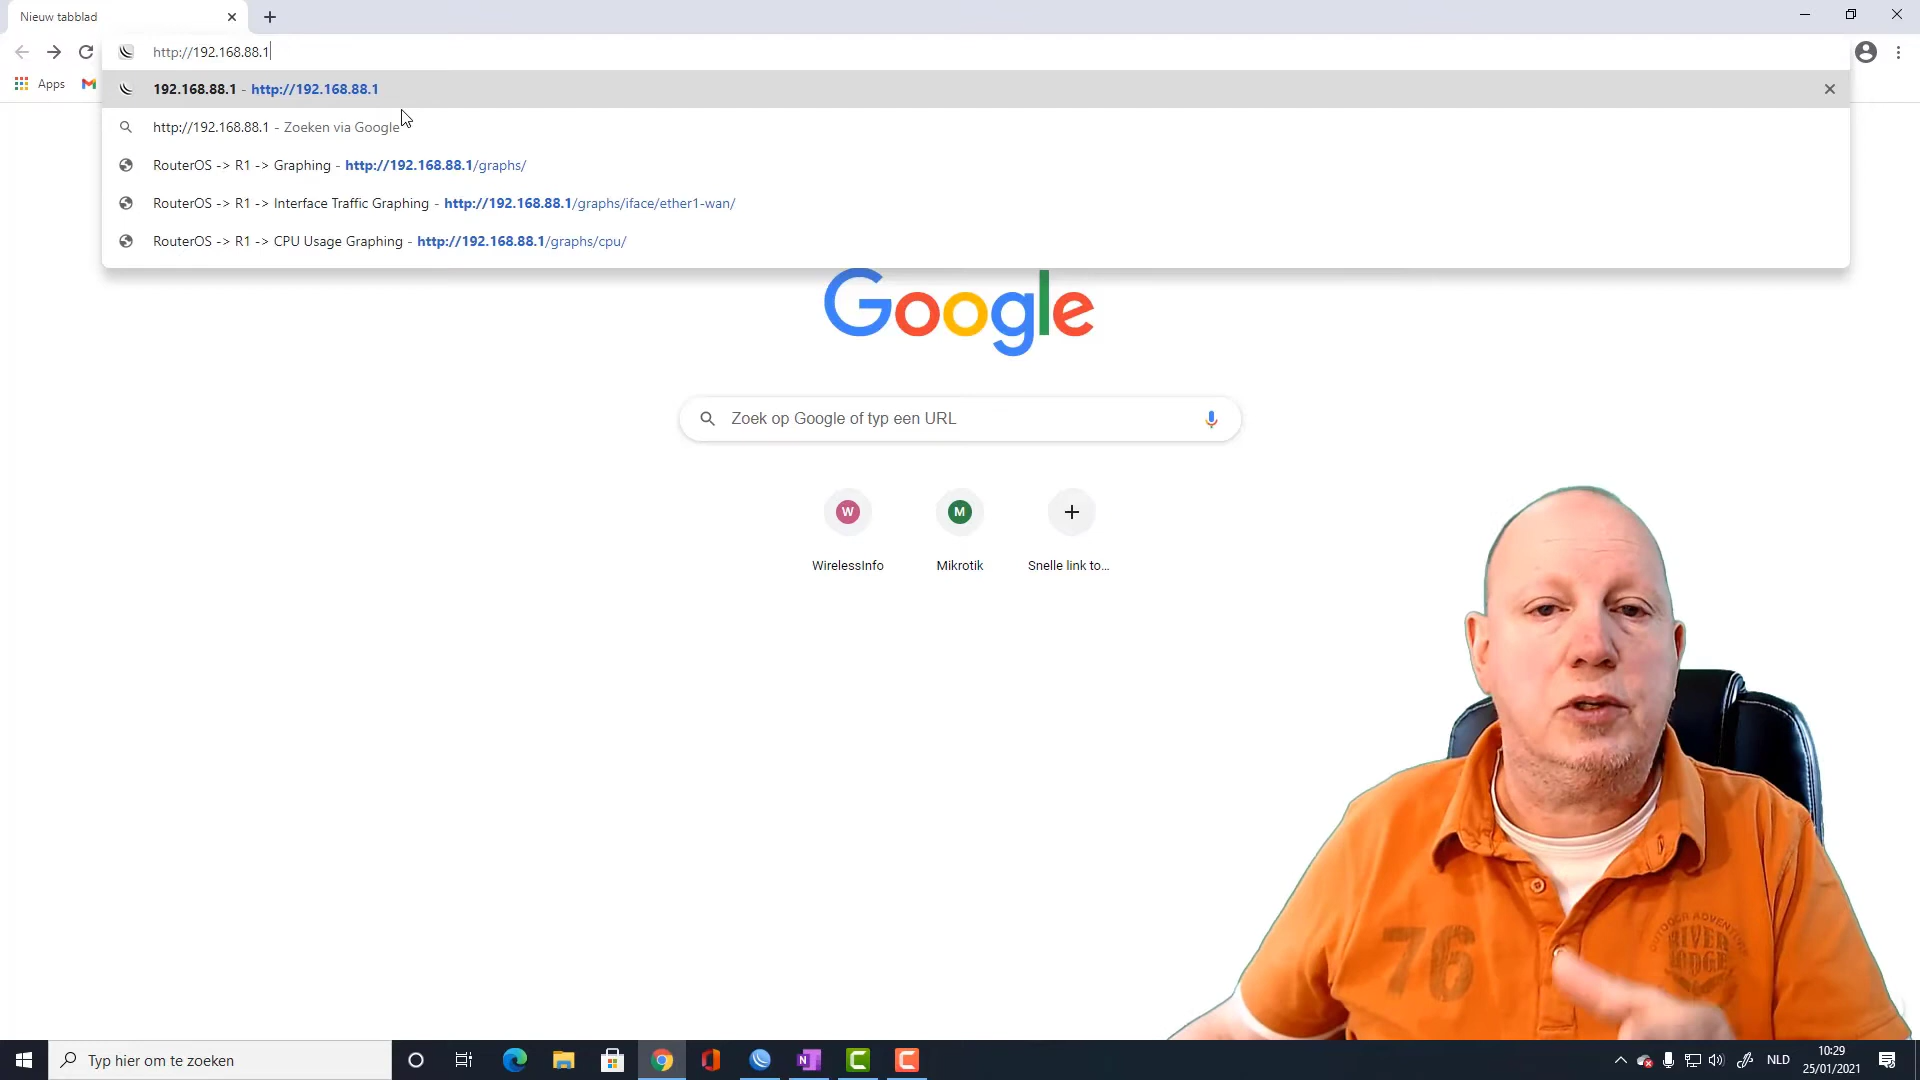 Nieuw tabblad
http://192.168.88.1
Apps
192.168.88.1 - http://192.168.88.1
http://192.168.88.1 - Zoeken via Google
RouterOS -> R1 -> Graphing - http://192.168.88.1/graphs/
RouterOS -> R1 -> Interface Traffic Graphing - http://192.168.88.1/graphs/iface/ether1-wan/
RouterOS -> R1 -> CPU Usage Graphing - http://192.168.88.1/graphs/cpu/
Google
Zoek op Google of typ een URL
W
M
WirelessInfo
Mikrotik
Snelle link to...
76
OUTDOOR ADVENTURE
RIVER
LODGE
Typ hier om te zoeken
N
NLD
10:29
25/01/2021